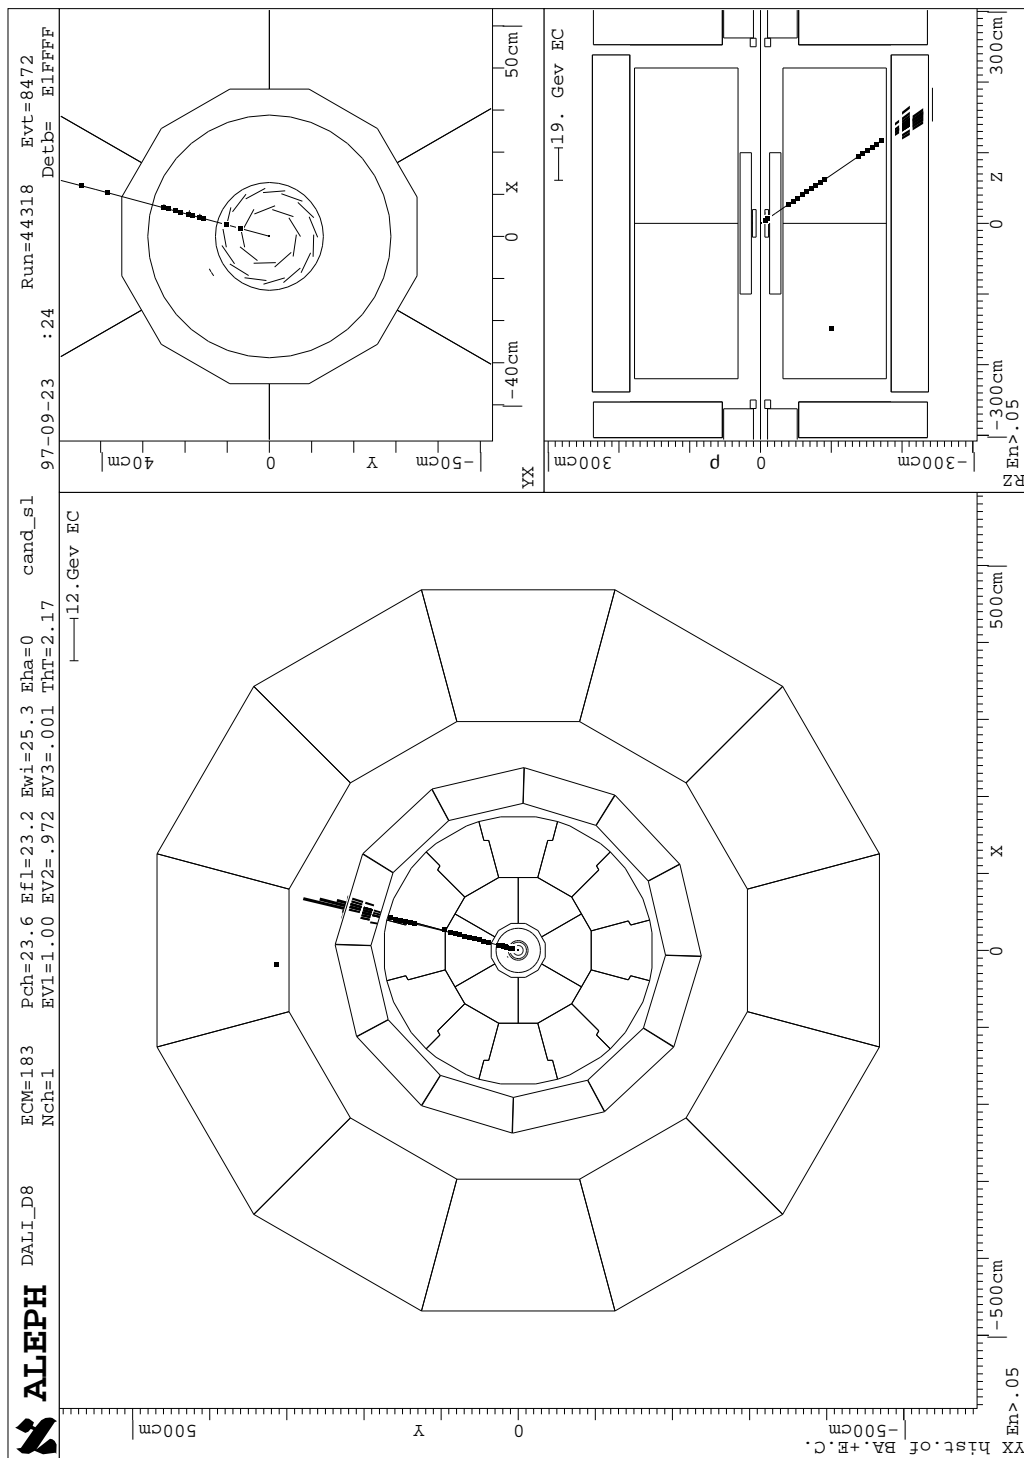 ALEPH DALI_D8 ECM=183 Pch=23.6 Efl=23.2 Ewi=25.3 Eha=0 cand_sl
Nch=1 EV1=1.00 EV2=.972 EV3=.001 ThT=2.17
97-09-23 :24 Run=44318 Evt=8472
Detb= E1FFFF
12.Gev EC
500cm
Y
0
-500cm
-500cm
0
X
500cm
YX hist.of BA.+E.C.
En>.05
40cm
0
Y
-50cm
YX
-40cm
0
X
50cm
19. Gev EC
300cm
ρ
0
-300cm
RZ
En>.05
-300cm
0
Z
300cm